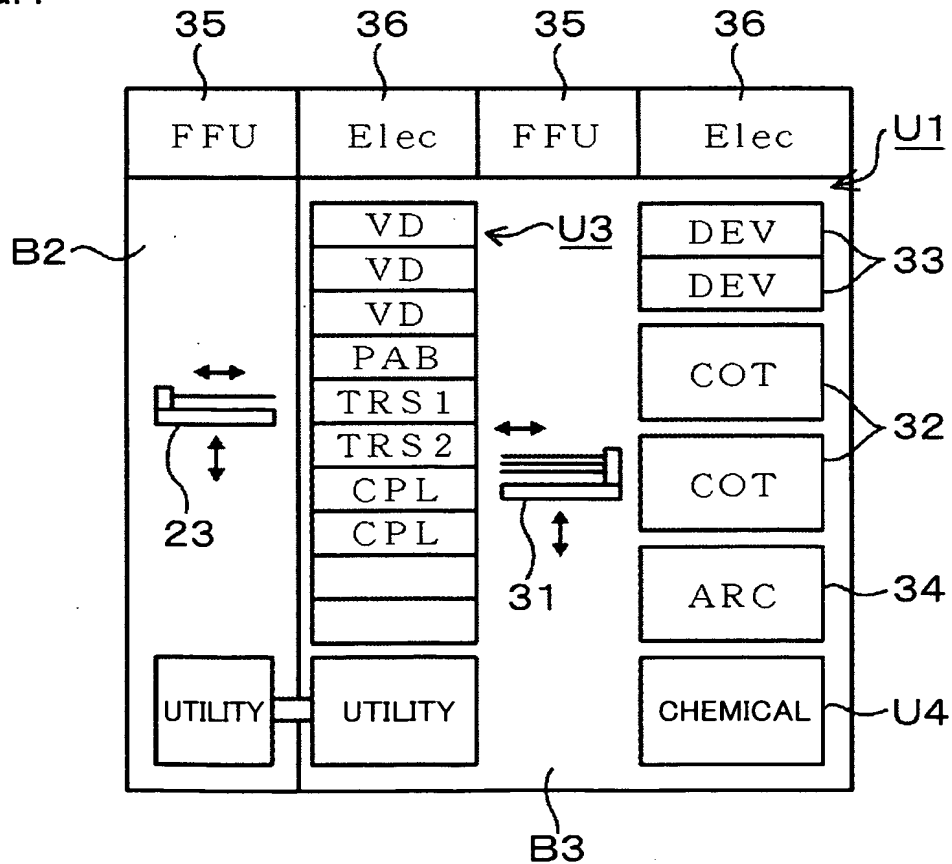 35 36 35 36
FFU Elec FFU Elec
U1
B2
VD
U3
DEV
33
VD
DEV
VD
PAB
COT
TRS1
32
TRS2
CPL
COT
23
CPL
31
ARC
34
UTILITY
UTILITY
CHEMICAL
U4
B3